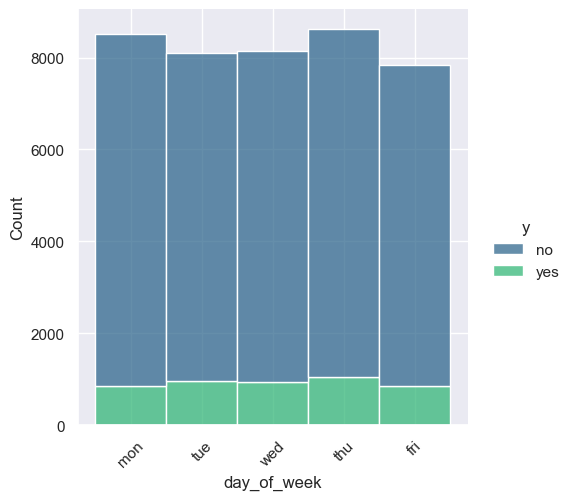 8000
6000
4000
2000
0
Count
mon
tue
wed
thu
fri
day_of_week
y
no
yes